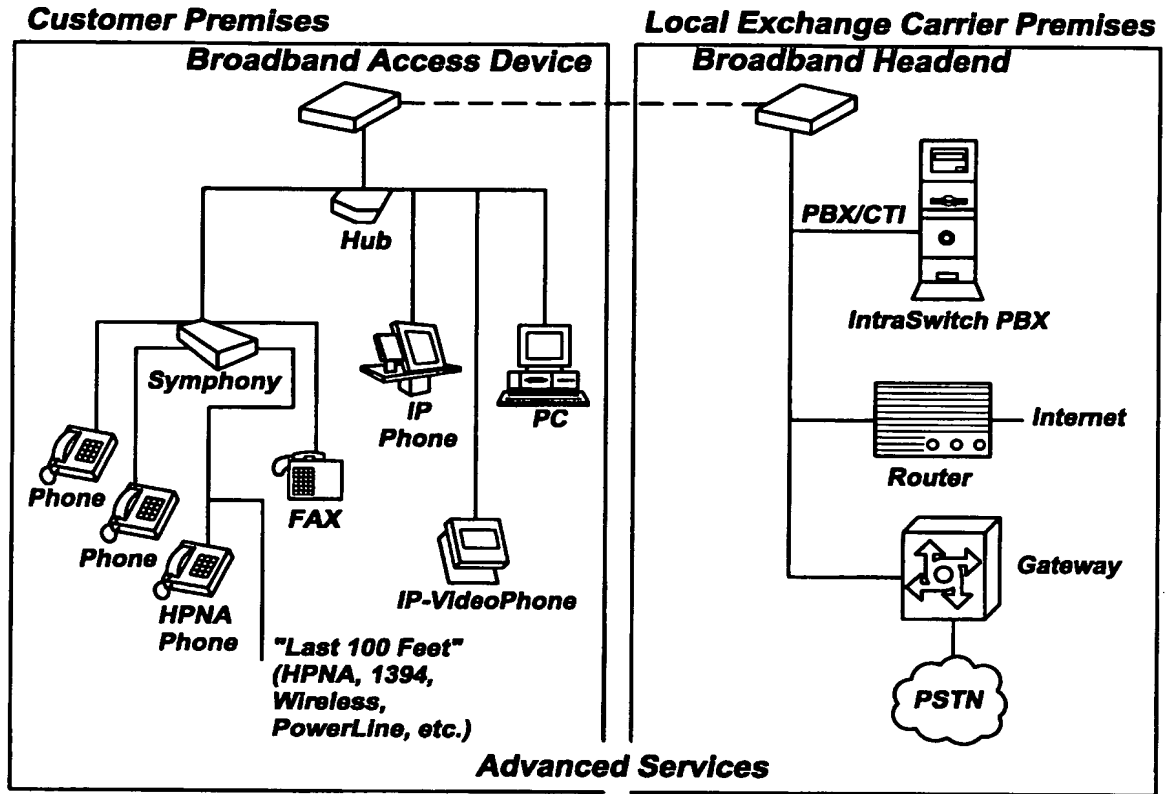 Customer Premises
Local Exchange Carrier Premises
Broadband Access Device
Broadband Headend
PBX/CTI
Hub
IntraSwitch PBX
Symphony
IP
Phone
PC
Internet
Router
Phone
FAX
Phone
Gateway
IP-VideoPhone
HPNA
Phone
"Last 100 Feet"
(HPNA, 1394,
Wireless,
PowerLine, etc.)
PSTN
Advanced Services